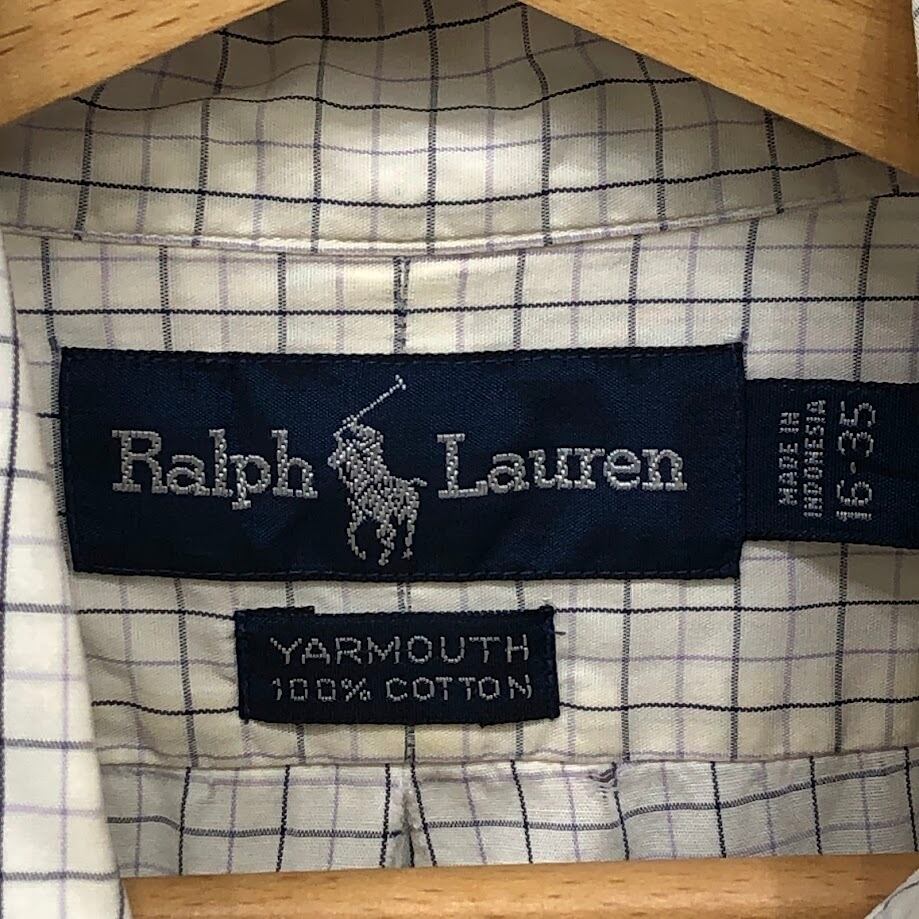 Ralph Lauren
MADE IN
INDONESIA
16-35
YARMOUTH
100% COTTON